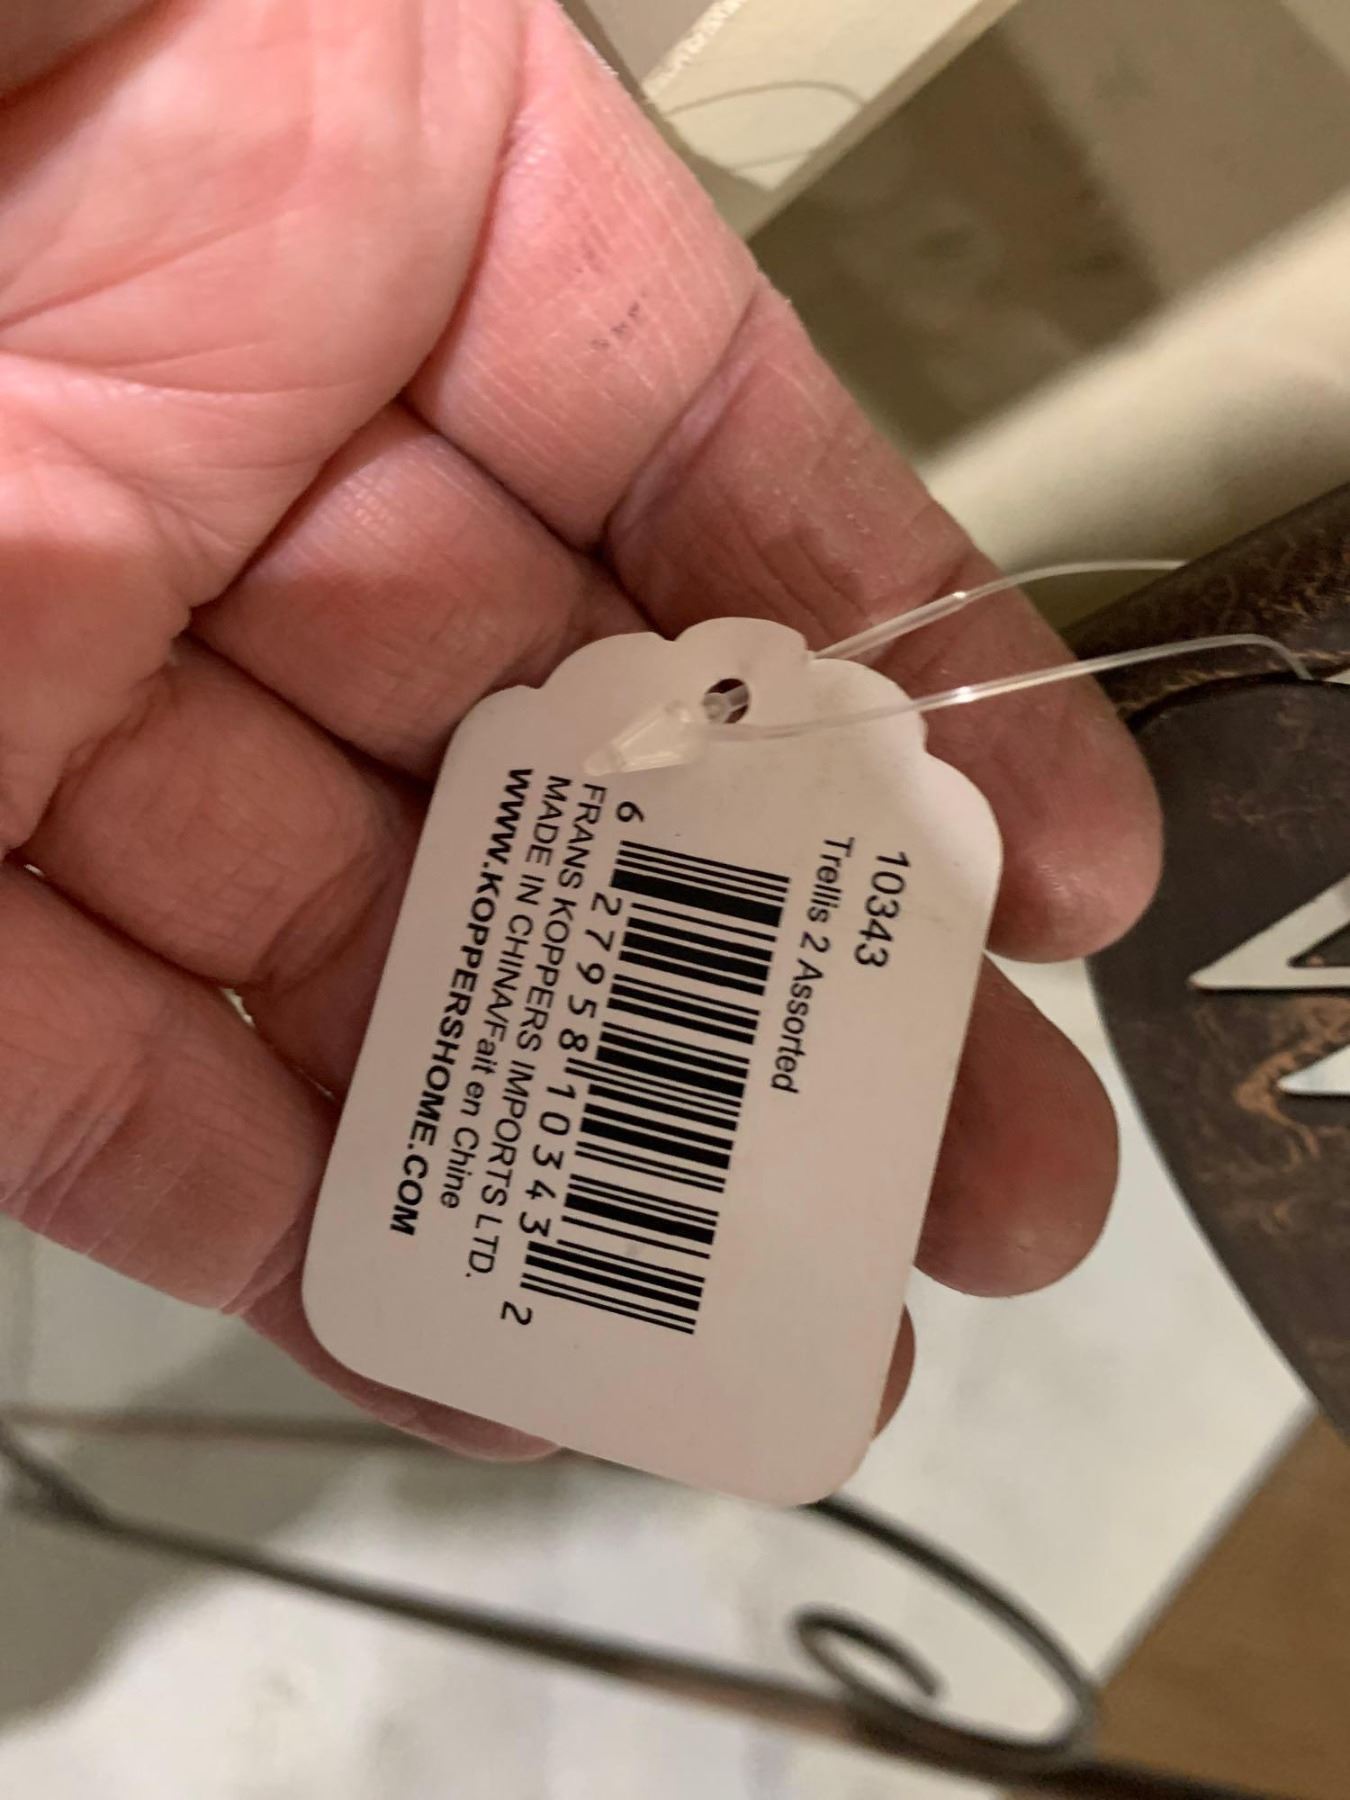 10343
Trellis 2 Assorted
6 27958 10343 2
FRANS KOPPERS IMPORTS LTD.
MADE IN CHINA/Fait en Chine
WWW.KOPPERSHOME.COM